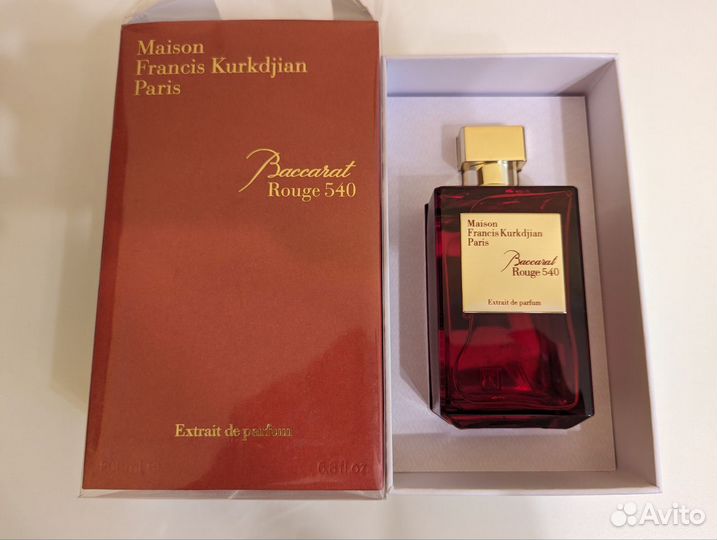 Maison
Francis Kurkdjian
Paris
Baccarat
Rouge 540
Extrait de parfum
6.8 fl oz
Maison
Francis Kurkdjian
Paris
Baccarat
Rouge 540
Extrait de parfum
Avito